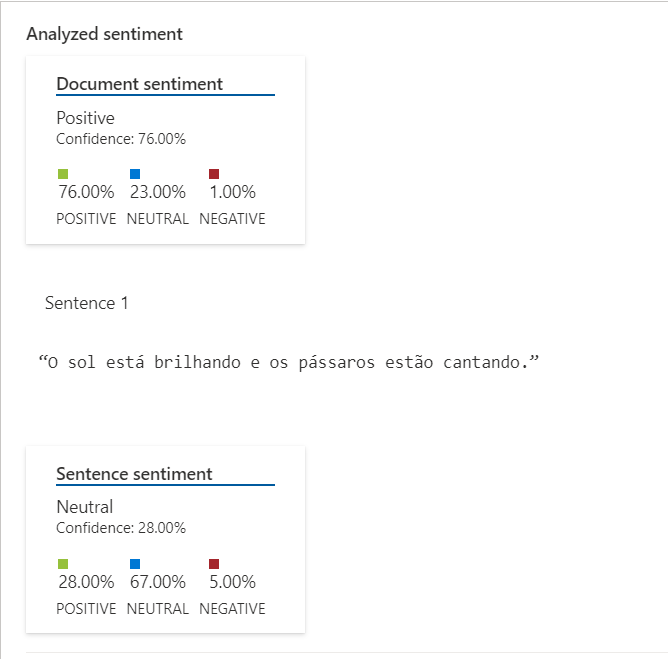 Analyzed sentiment
Document sentiment
Positive
Confidence: 76.00%
76.00% 23.00% 1.00%
POSITIVE NEUTRAL NEGATIVE
Sentence 1
“O sol está brilhando e os pássaros estão cantando.”
Sentence sentiment
Neutral
Confidence: 28.00%
28.00% 67.00% 5.00%
POSITIVE NEUTRAL NEGATIVE